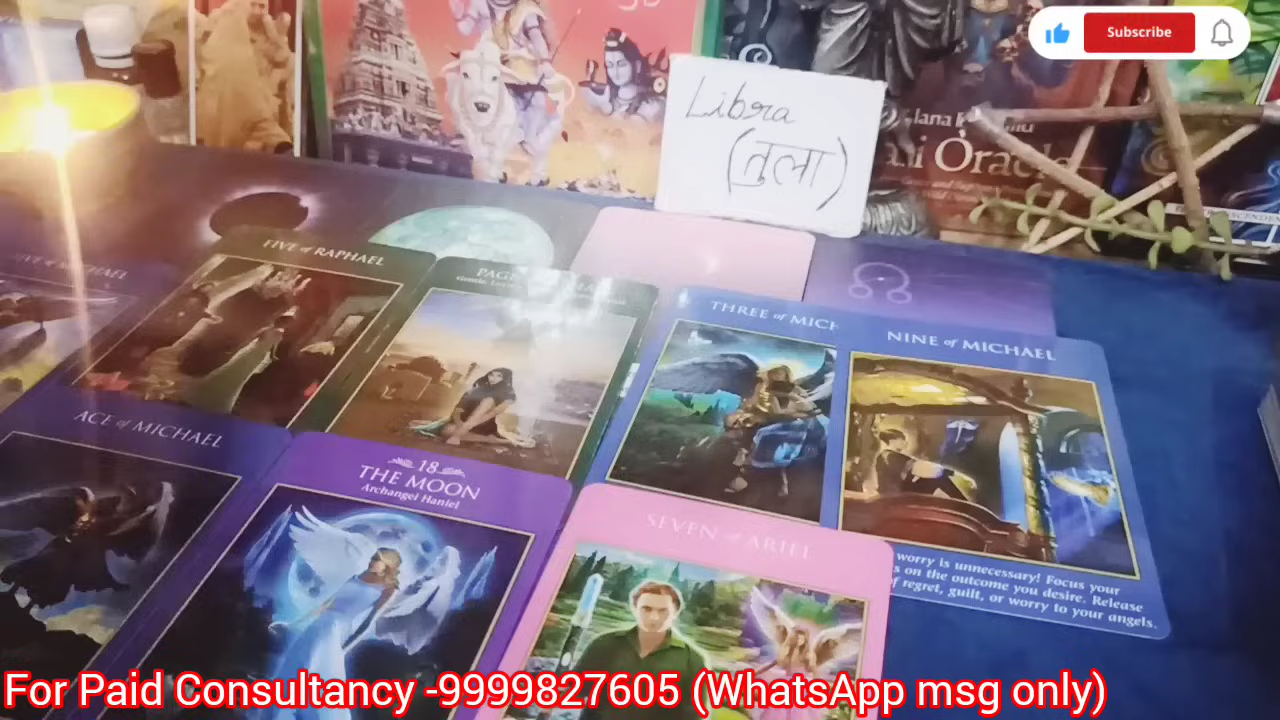 Subscribe
Libra
(तुला)
Oracle
FIVE of RAPHAEL
NINE of MICHAEL
THREE of
ACE of MICHAEL
18
THE MOON
Archangel Haniel
SEVEN of ARIEL
worry is unnecessary! Focus your
on the outcome you desire. Release
of regret, guilt, or worry to your angels.
For Paid Consultancy -9999827605 (WhatsApp msg only)